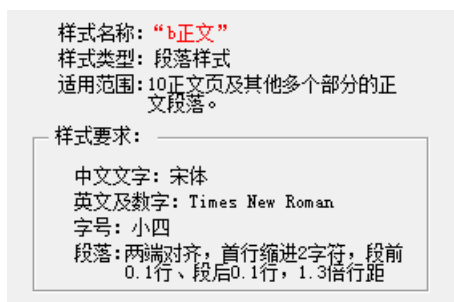 样式名称：“b正文”
样式类型：段落样式
适用范围：10正文页及其他多个部分的正
文段落。
样式要求：
中文文字：宋体
英文及数字：Times New Roman
字号：小四
段落：两端对齐，首行缩进2字符，段前
0.1行、段后0.1行，1.3倍行距